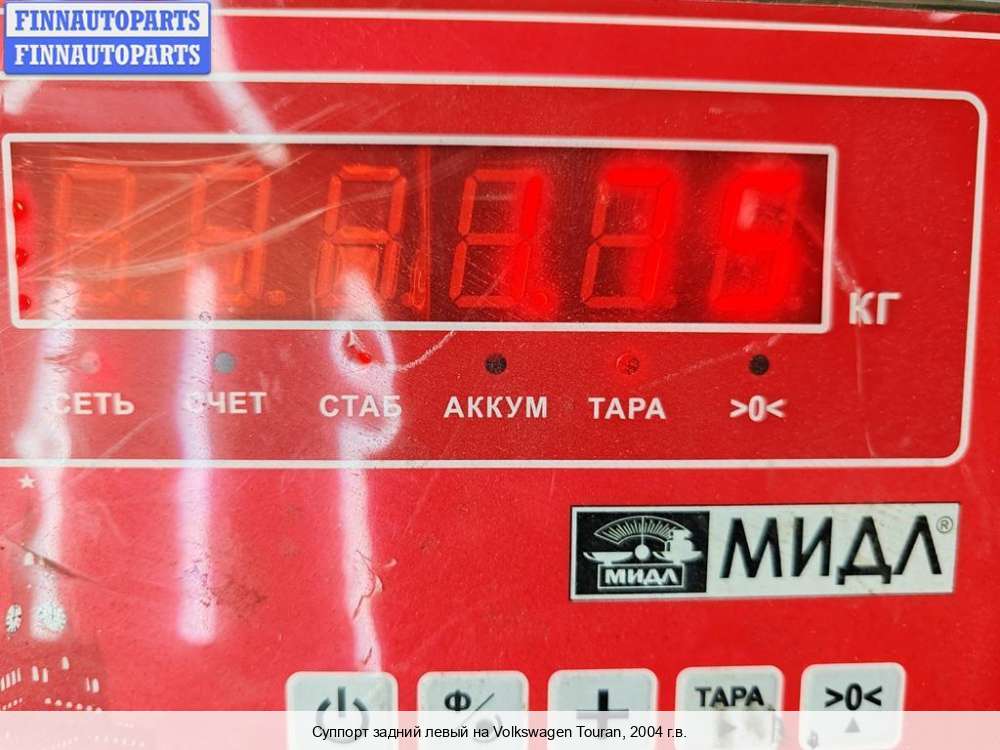 FINNAUTOPARTS
FINNAUTOPARTS
КГ
СЕТЬ СЧЕТ СТАБ АККУМ ТАРА >0<
МИДЛ МИДЛ®
Ф/ + ТАРА >0<
Суппорт задний левый на Volkswagen Touran, 2004 г.в.